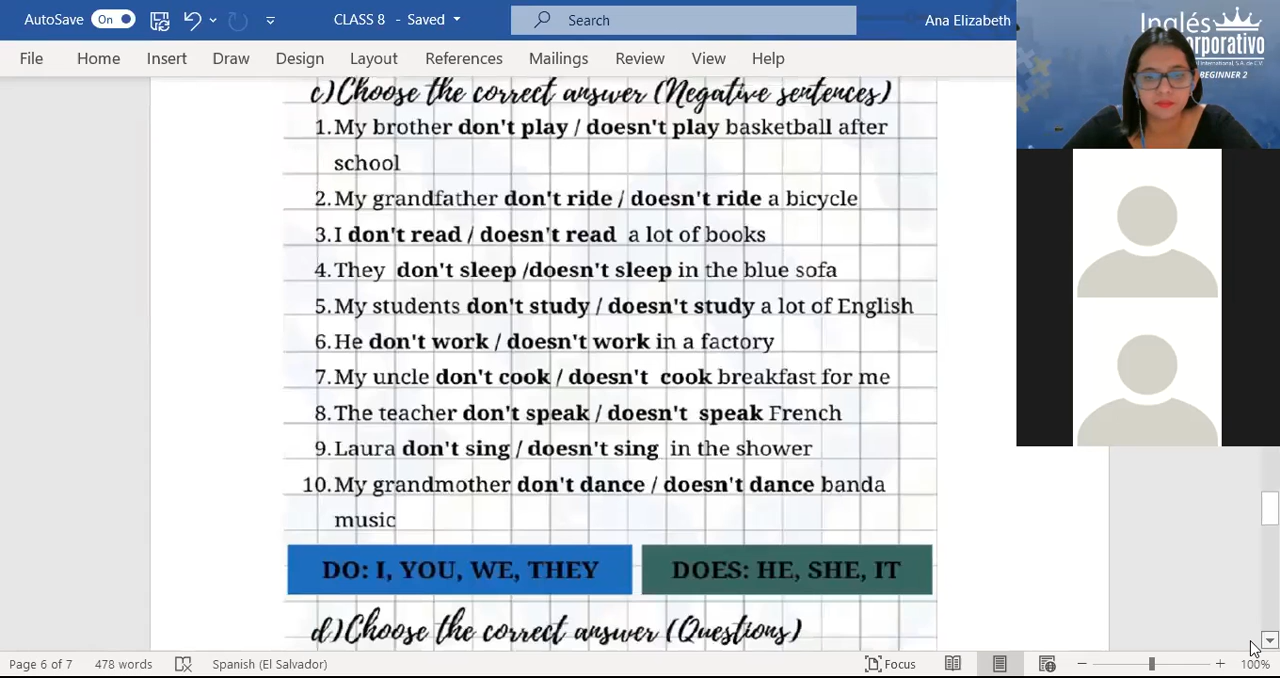 AutoSave On CLASS 8 - Saved Search Ana Elizabeth
File Home Insert Draw Design Layout References Mailings Review View Help
Inglés
orporativo
International, S.A. de C.V.
BEGINNER 2
c) Choose the correct answer (Negative sentences)
1. My brother don't play / doesn't play basketball after
school
2. My grandfather don't ride / doesn't ride a bicycle
3. I don't read / doesn't read a lot of books
4. They don't sleep /doesn't sleep in the blue sofa
5. My students don't study / doesn't study a lot of English
6. He don't work / doesn't work in a factory
7. My uncle don't cook / doesn't cook breakfast for me
8. The teacher don't speak / doesn't speak French
9. Laura don't sing / doesn't sing in the shower
10. My grandmother don't dance / doesn't dance banda
music
DO: I, YOU, WE, THEY DOES: HE, SHE, IT
d) Choose the correct answer (Questions)
Page 6 of 7 478 words Spanish (El Salvador) Focus 100%